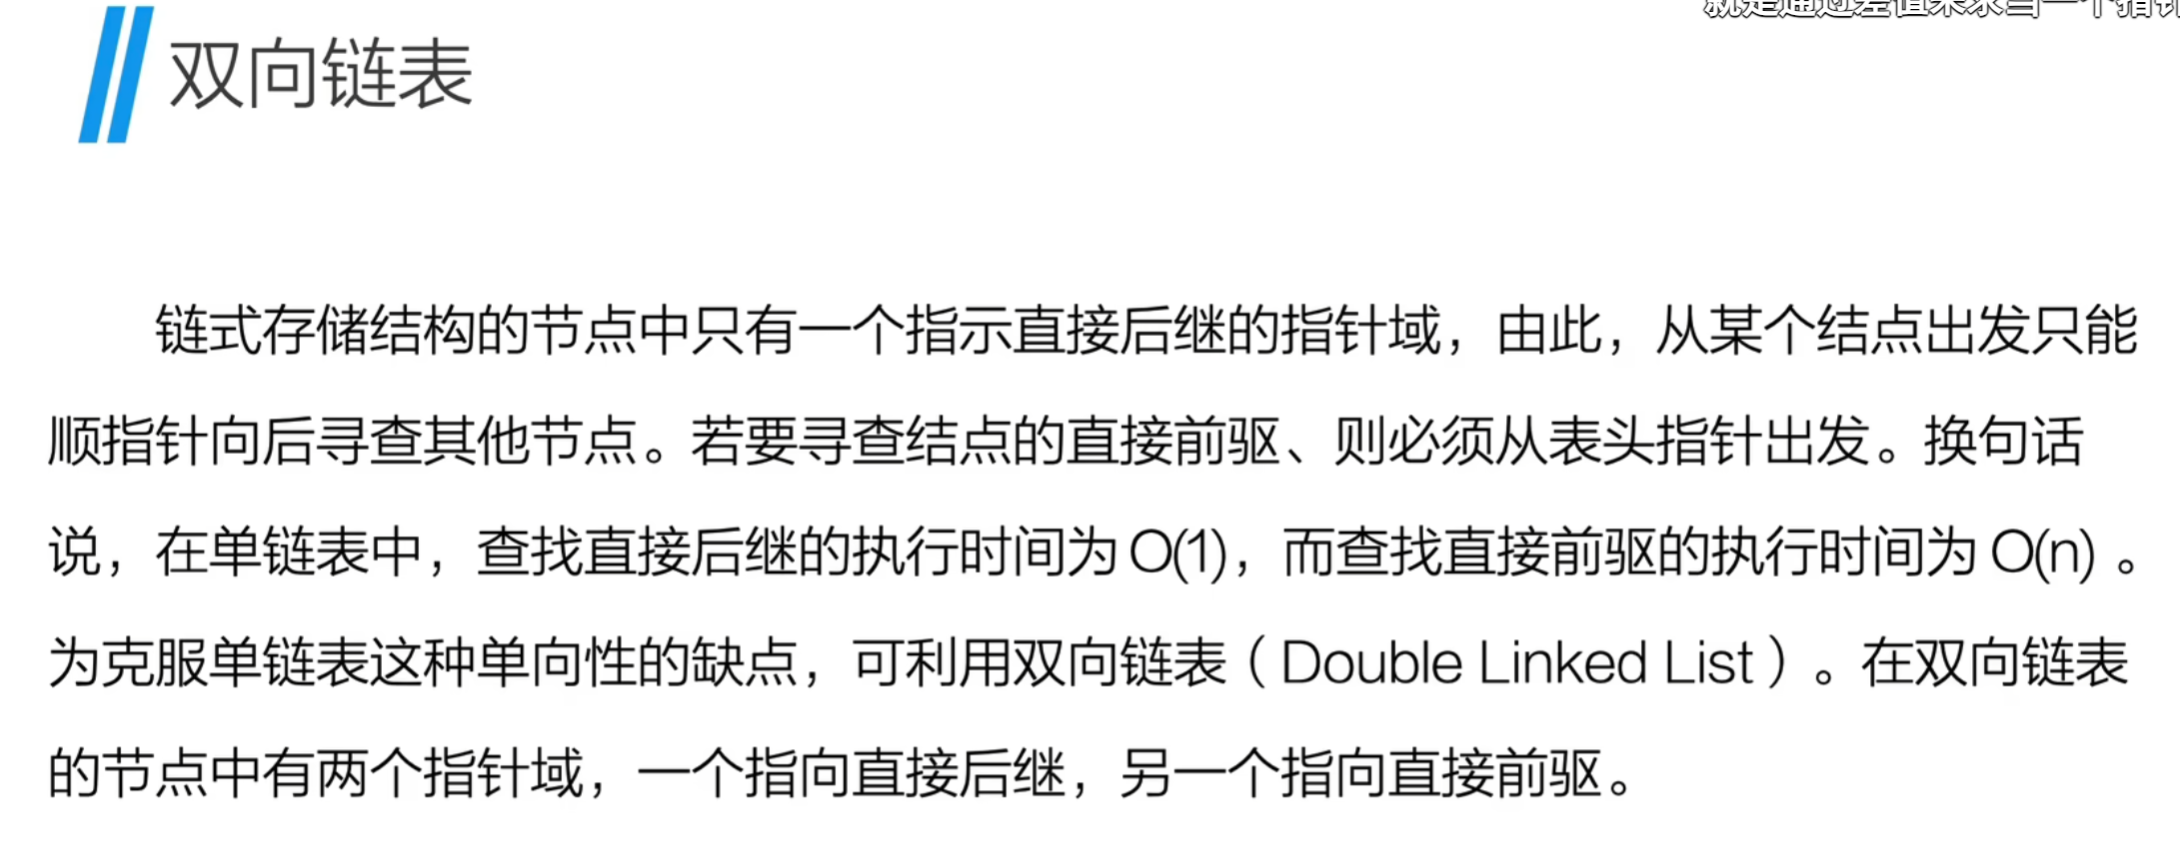 双向链表
链式存储结构的节点中只有一个指示直接后继的指针域，由此，从某个结点出发只能
顺指针向后寻查其他节点。若要寻查结点的直接前驱、则必须从表头指针出发。换句话
说，在单链表中，查找直接后继的执行时间为 O(1)，而查找直接前驱的执行时间为 O(n) 。
为克服单链表这种单向性的缺点，可利用双向链表（Double Linked List）。在双向链表
的节点中有两个指针域，一个指向直接后继，另一个指向直接前驱。